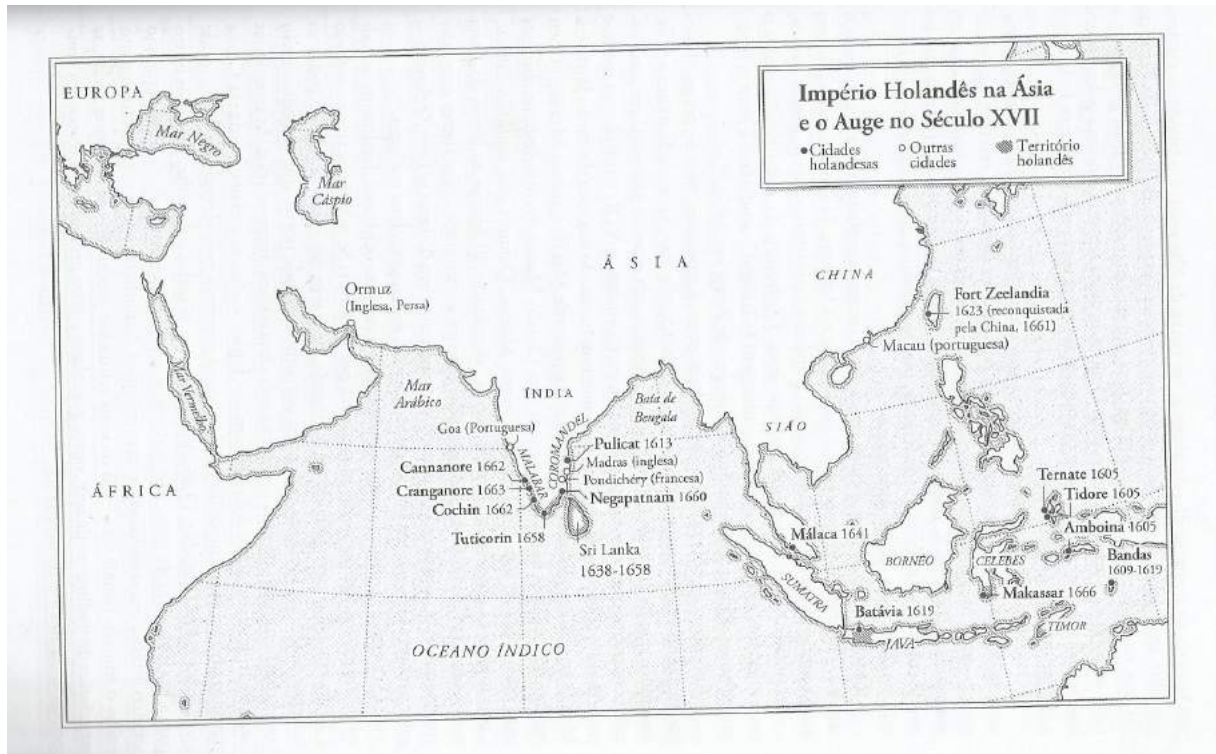 Império Holandês na Ásia
e o Auge no Século XVII
Cidades
holandesas
Outras
cidades
Território
holandês
EUROPA
Mar Negro
Mar
Cáspio
ÁSIA
CHINA
Ormuz
(Inglesa, Persa)
Fort Zeelandia
1623 (reconquistada
pela China, 1661)
Macau (portuguesa)
Mar Vermelho
Mar
Arábico
ÍNDIA
Baía de
Bengala
SIÃO
Goa (Portuguesa)
MALABAR
COROMANDEL
Pulicat 1613
Madras (inglesa)
Pondichéry (francesa)
Negapatnam 1660
Cannanore 1662
Cranganore 1663
Cochin 1662
Tuticorin 1658
Sri Lanka
1638-1658
ÁFRICA
Ternate 1605
Tidore 1605
Amboina 1605
Bandas
1609-1619
Málaca 1641
BORNÉO
CELEBES
SUMATRA
Makassar 1666
Batávia 1619
JAVA
TIMOR
OCEANO ÍNDICO